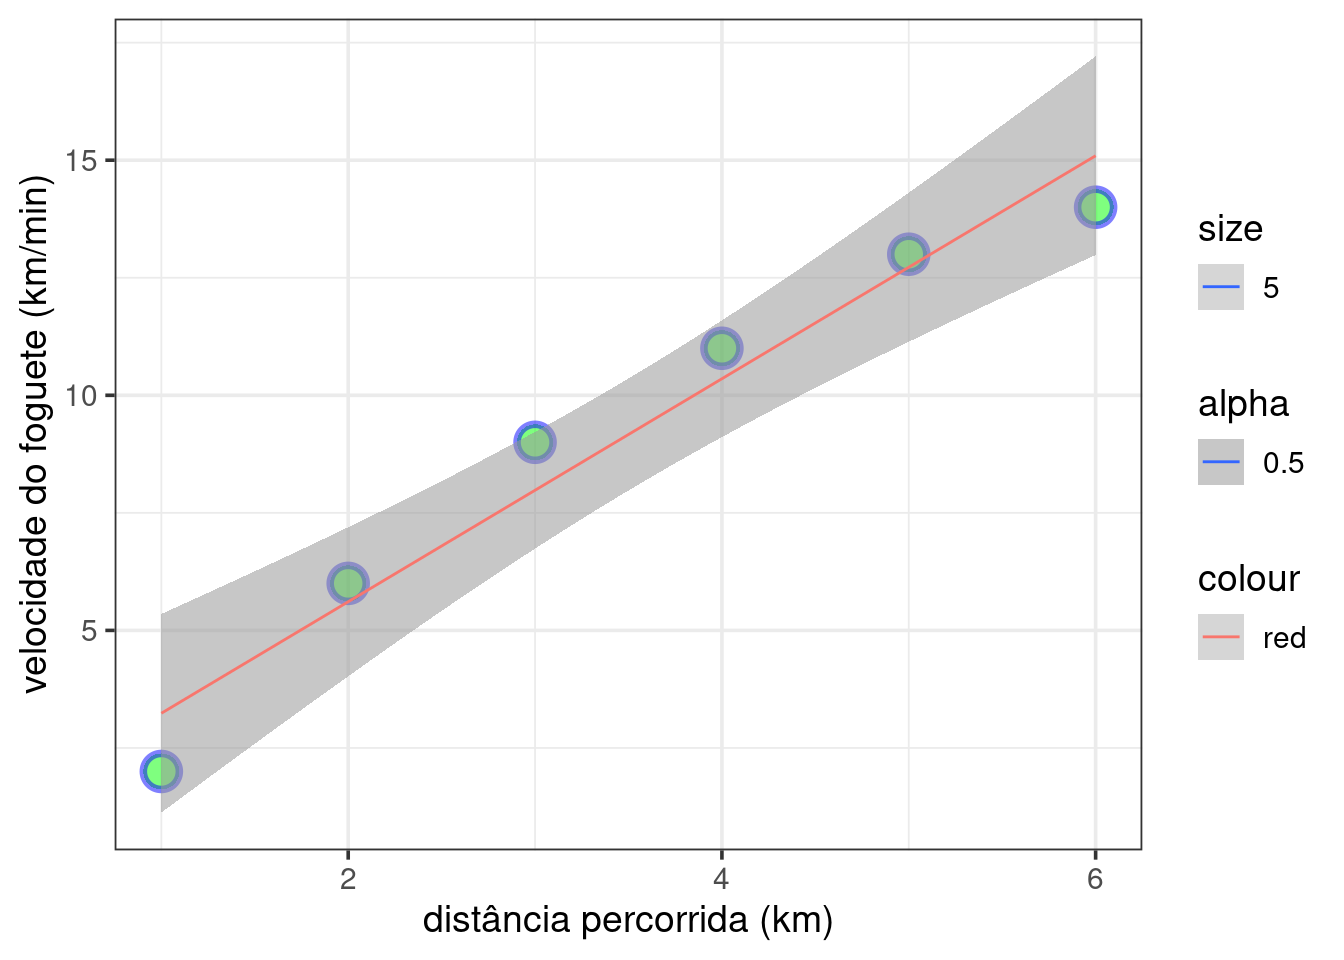 velocidade do foguete (km/min)
15
10
5
2
4
6
distância percorrida (km)
size
5
alpha
0.5
colour
red